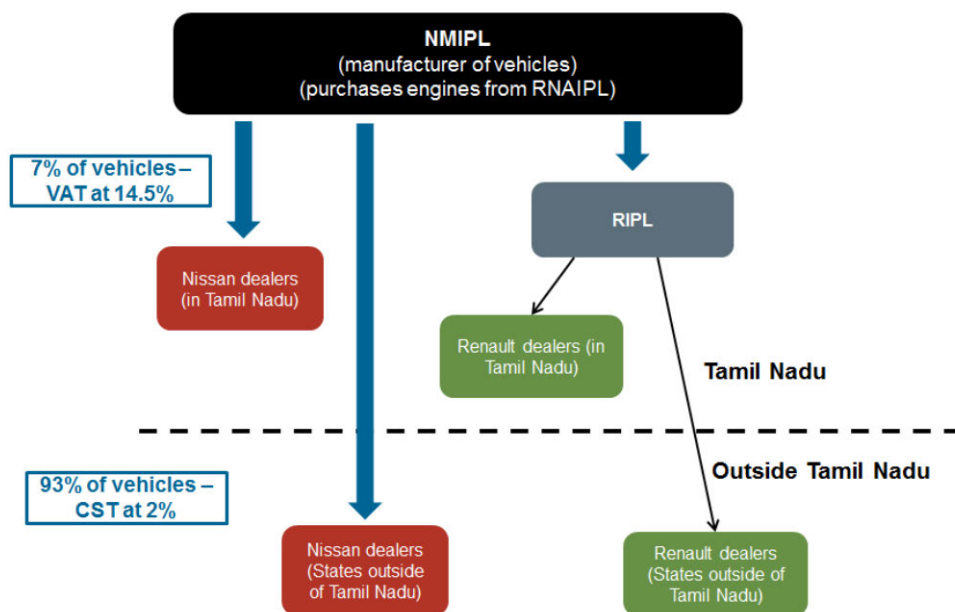 NMIPL
(manufacturer of vehicles)
(purchases engines from RNAIPL)
7% of vehicles –
VAT at 14.5%
RIPL
Nissan dealers
(in Tamil Nadu)
Renault dealers (in
Tamil Nadu)
Tamil Nadu
Outside Tamil Nadu
93% of vehicles –
CST at 2%
Nissan dealers
(States outside
of Tamil Nadu)
Renault dealers
(States outside of
Tamil Nadu)